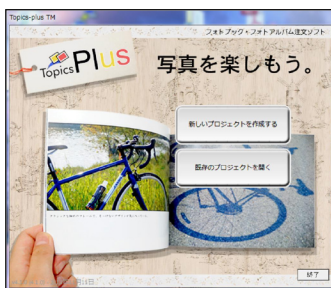 Topics-plus TM
フォトブック・フォトアルバム注文ソフト
Topics Plus
写真を楽しもう。
新しいプロジェクトを作成する
既存のプロジェクトを開く
終了